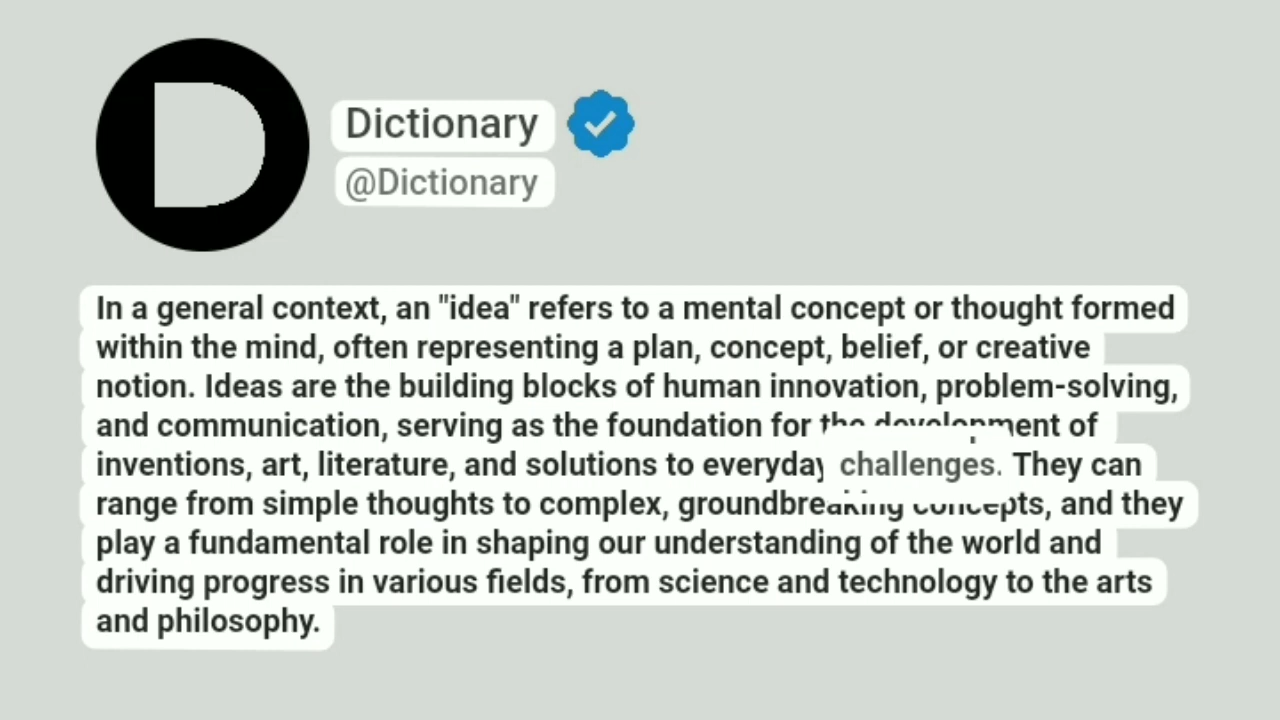 D
Dictionary
@Dictionary
In a general context, an "idea" refers to a mental concept or thought formed
within the mind, often representing a plan, concept, belief, or creative
notion. Ideas are the building blocks of human innovation, problem-solving,
and communication, serving as the foundation for the development of
inventions, art, literature, and solutions to everyday challenges. They can
range from simple thoughts to complex, groundbreaking concepts, and they
play a fundamental role in shaping our understanding of the world and
driving progress in various fields, from science and technology to the arts
and philosophy.